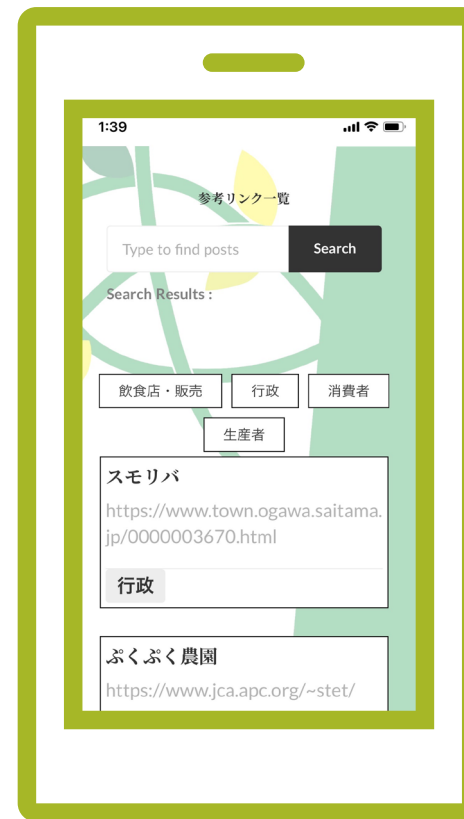 1:39
参考リンク一覧
Type to find posts
Search
Search Results :
飲食店・販売
行政
消費者
生産者
スモリバ
https://www.town.ogawa.saitama.
jp/0000003670.html
行政
ぷくぷく農園
https://www.jca.apc.org/~stet/